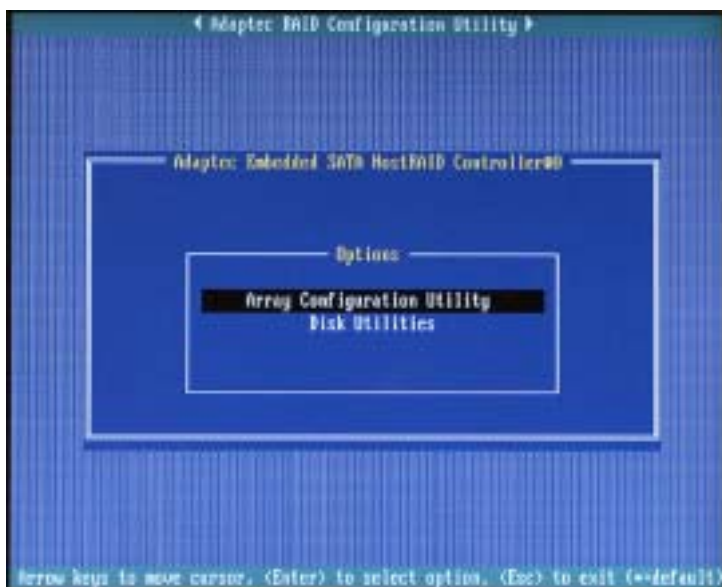 Adaptec RAID Configuration Utility
Adaptec Embedded SATA HostRAID Controller#0
Options
Array Configuration Utility
Disk Utilities
Arrow keys to move cursor, <Enter> to select option, <Esc> to exit (*=default)